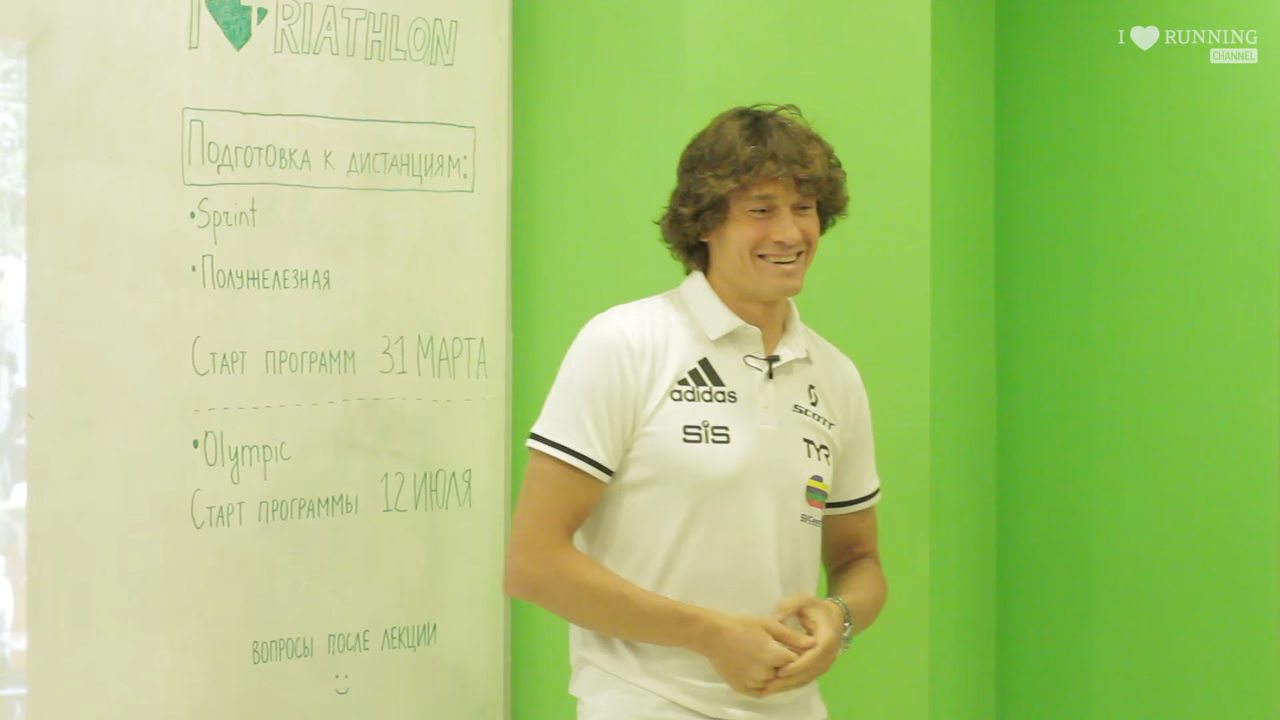 I TRIATHLON
Подготовка к дистанциям:
• Sprint
• Полужелезная
Старт программ 31 МАРТА
• Olympic
Старт программы 12 ИЮЛЯ
вопросы после лекции
adidas
SiS
SCOTT
TYR
I RUNNING
CHANNEL